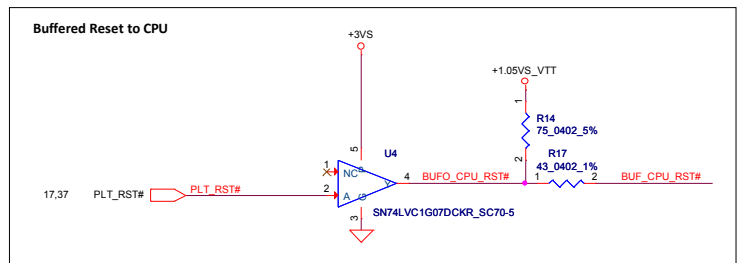 Buffered Reset to CPU
+3VS
+1.05VS_VTT
1
R14
75_0402_5%
5
U4
2
R17
43_0402_1%
1
NC
P
Y
4
BUFO_CPU_RST#
1
2
BUF_CPU_RST#
17,37
PLT_RST#
PLT_RST#
2
A
G
3
SN74LVC1G07DCKR_SC70-5